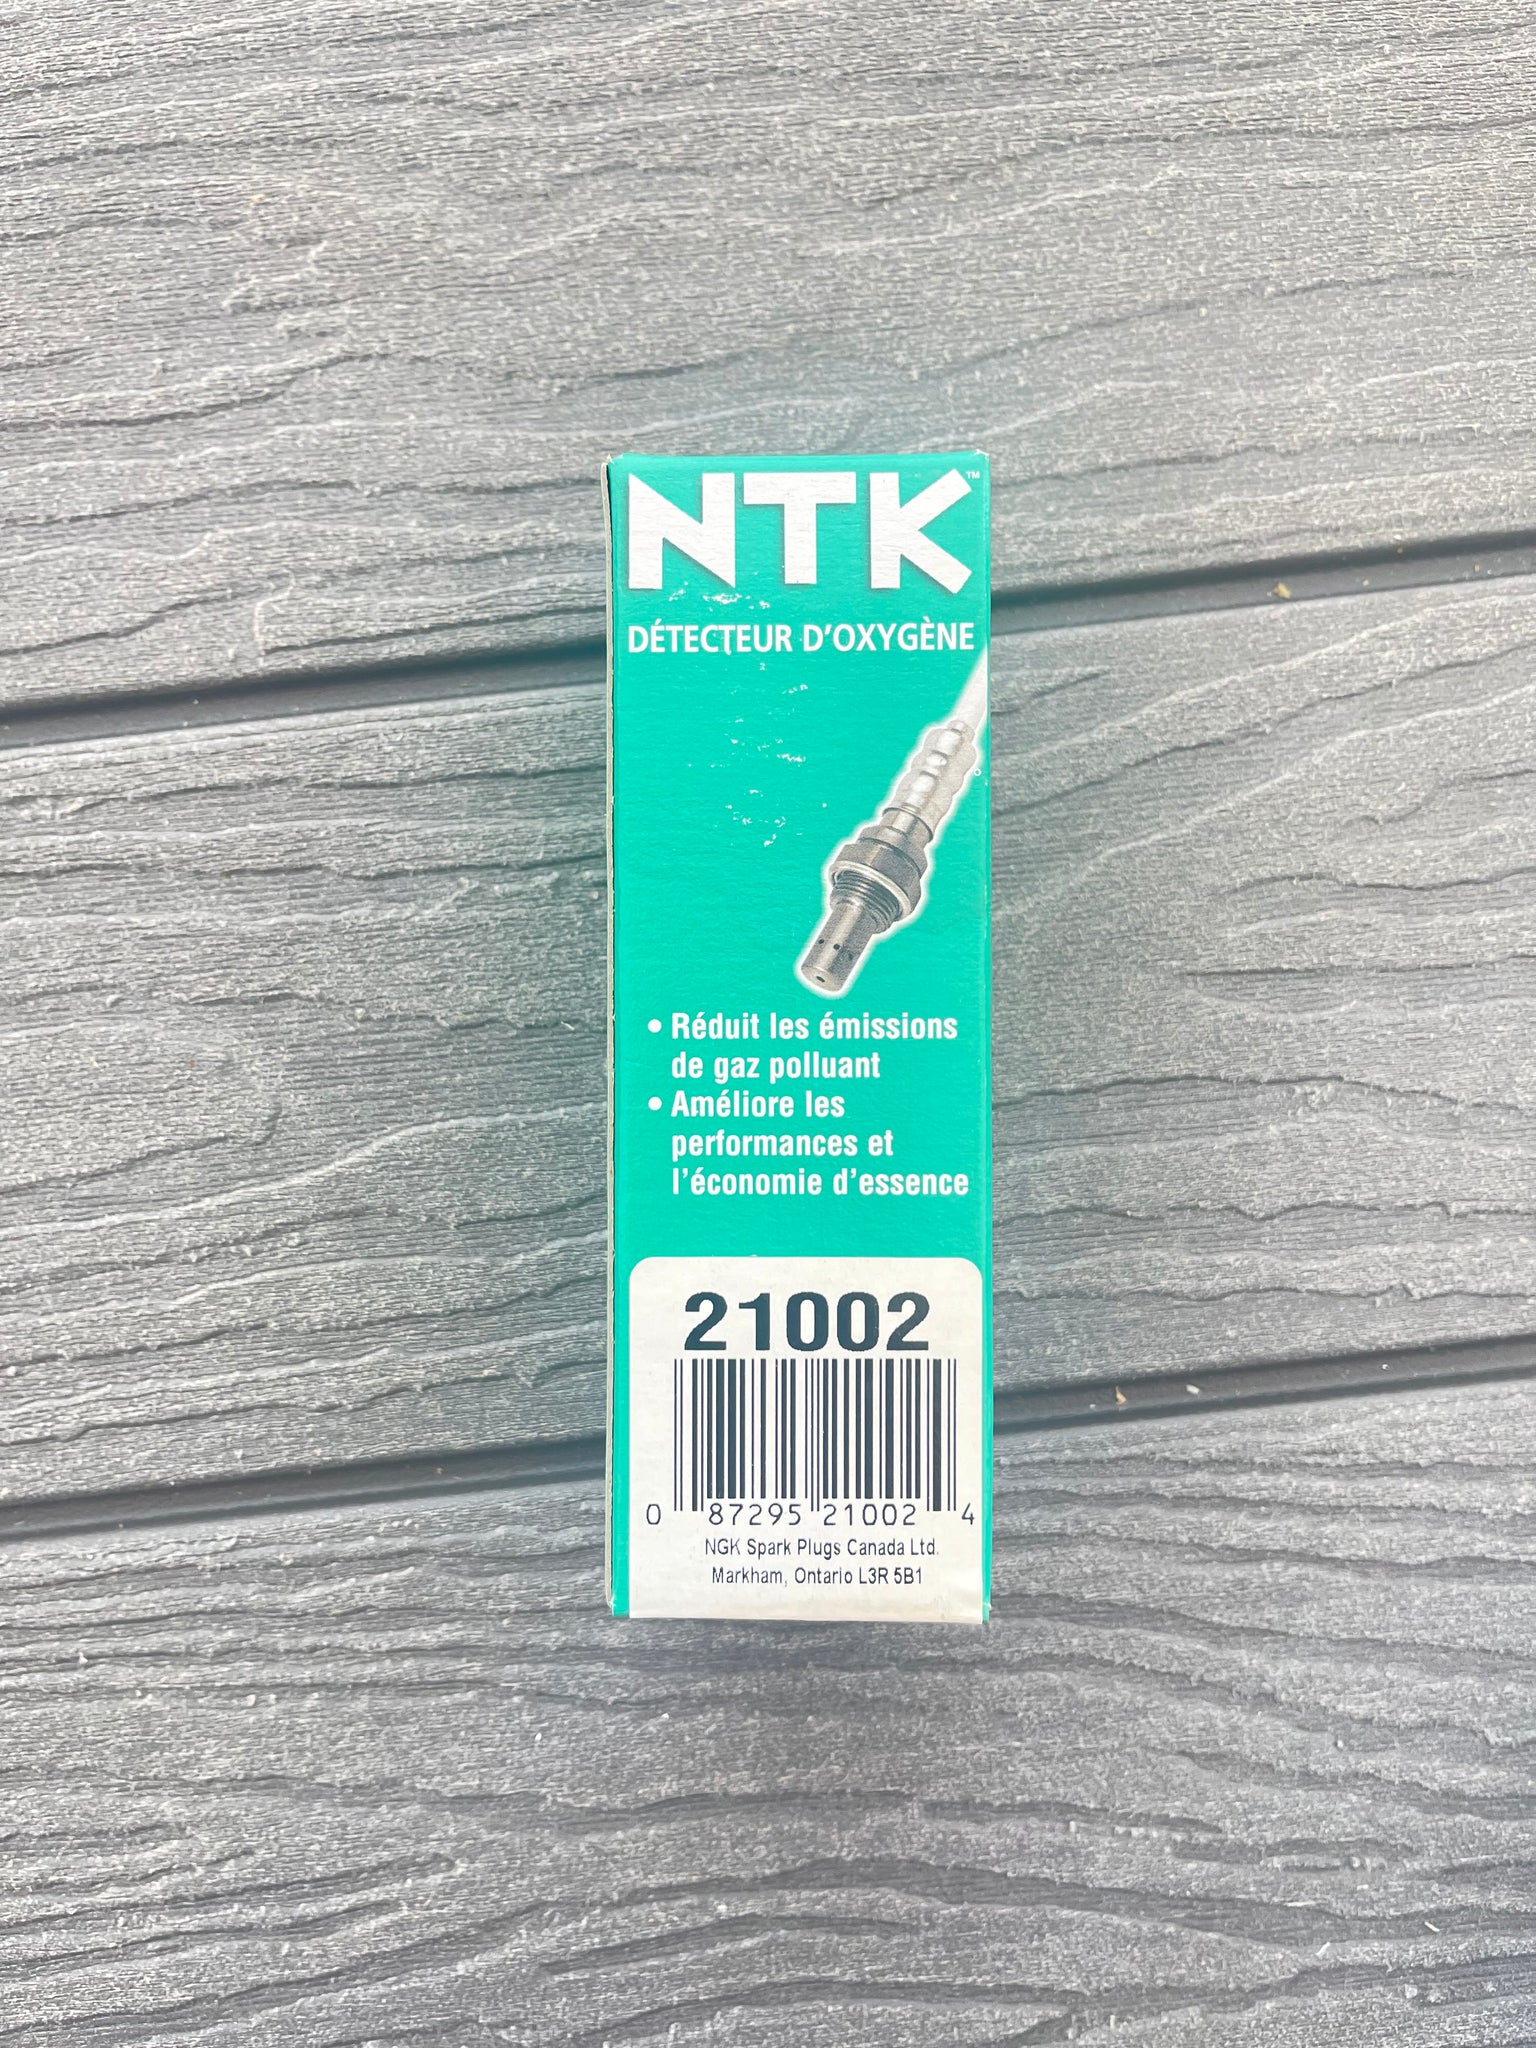 NTK™
DÉTECTEUR D'OXYGÈNE
• Réduit les émissions
de gaz polluant
• Améliore les
performances et
l'économie d'essence
21002
0 87295 21002 4
NGK Spark Plugs Canada Ltd.
Markham, Ontario L3R 5B1